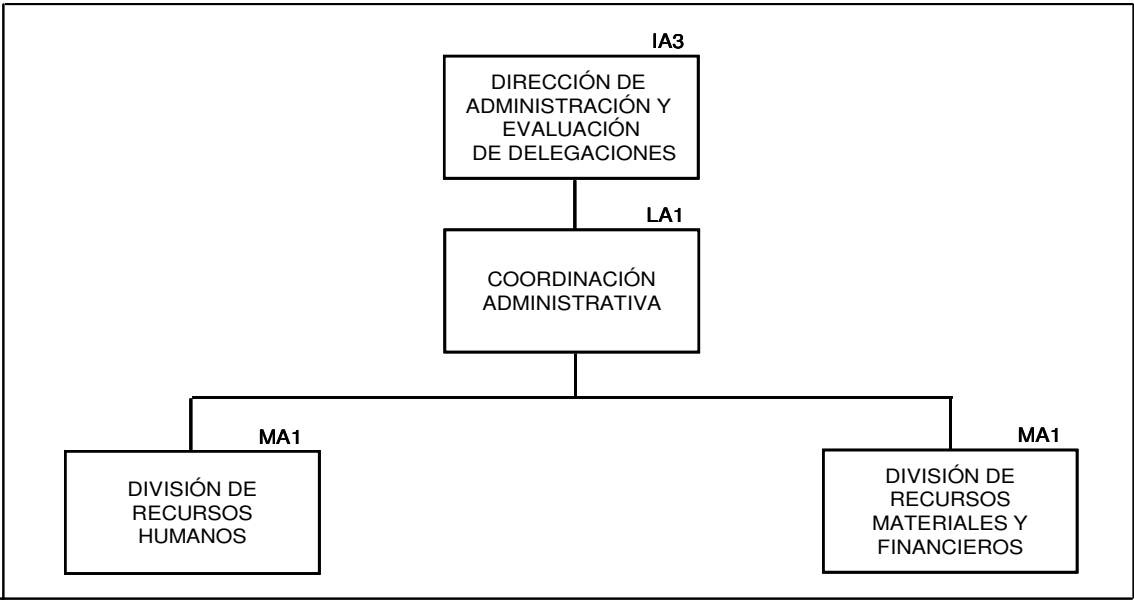 IA3
DIRECCIÓN DE
ADMINISTRACIÓN Y
EVALUACIÓN
DE DELEGACIONES
LA1
COORDINACIÓN
ADMINISTRATIVA
MA1
DIVISIÓN DE
RECURSOS
HUMANOS
MA1
DIVISIÓN DE
RECURSOS
MATERIALES Y
FINANCIEROS